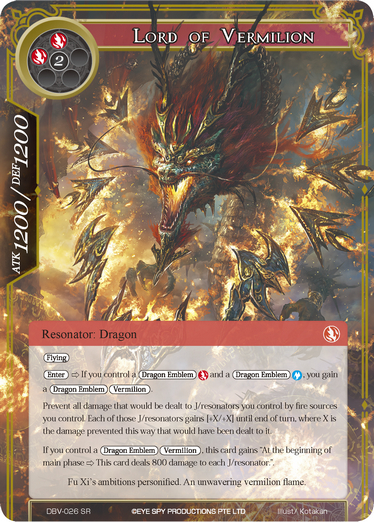 Lord of Vermilion
2
ATK 1200 / DEF 1200
Resonator: Dragon
Flying
Enter ⇨ If you control a Dragon Emblem and a Dragon Emblem, you gain
a Dragon Emblem Vermilion.
Prevent all damage that would be dealt to J/resonators you control by fire sources
you control. Each of those J/resonators gains [+X/+X] until end of turn, where X is
the damage prevented this way that would have been dealt to it.
If you control a Dragon Emblem Vermilion, this card gains "At the beginning of
main phase ⇨ This card deals 800 damage to each J/resonator."
Fu Xi's ambitions personified. An unwavering vermilion flame.
DBV-026 SR ©EYE SPY PRODUCTIONS PTE LTD Illust/ Kotakan